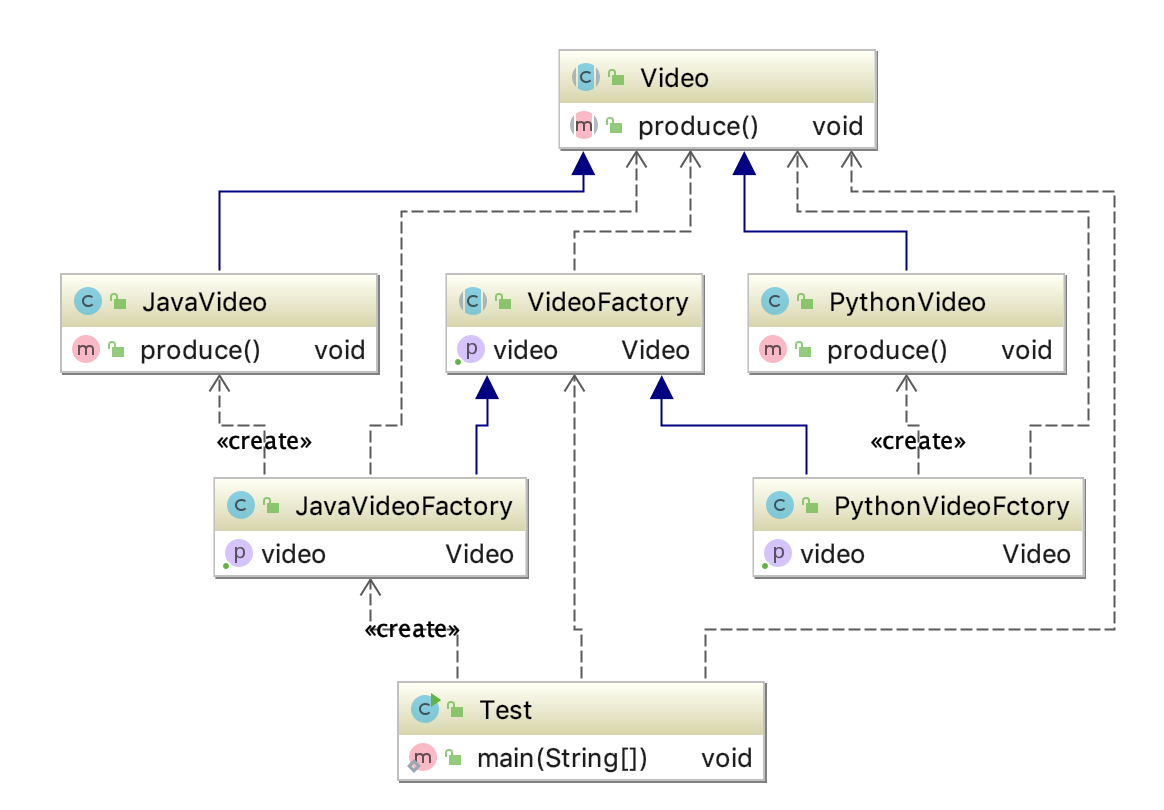 C Video
m produce() void
C JavaVideo
m produce() void
C VideoFactory
p video Video
C PythonVideo
m produce() void
«create»
«create»
C JavaVideoFactory
p video Video
C PythonVideoFctory
p video Video
«create»
C Test
m main(String[]) void